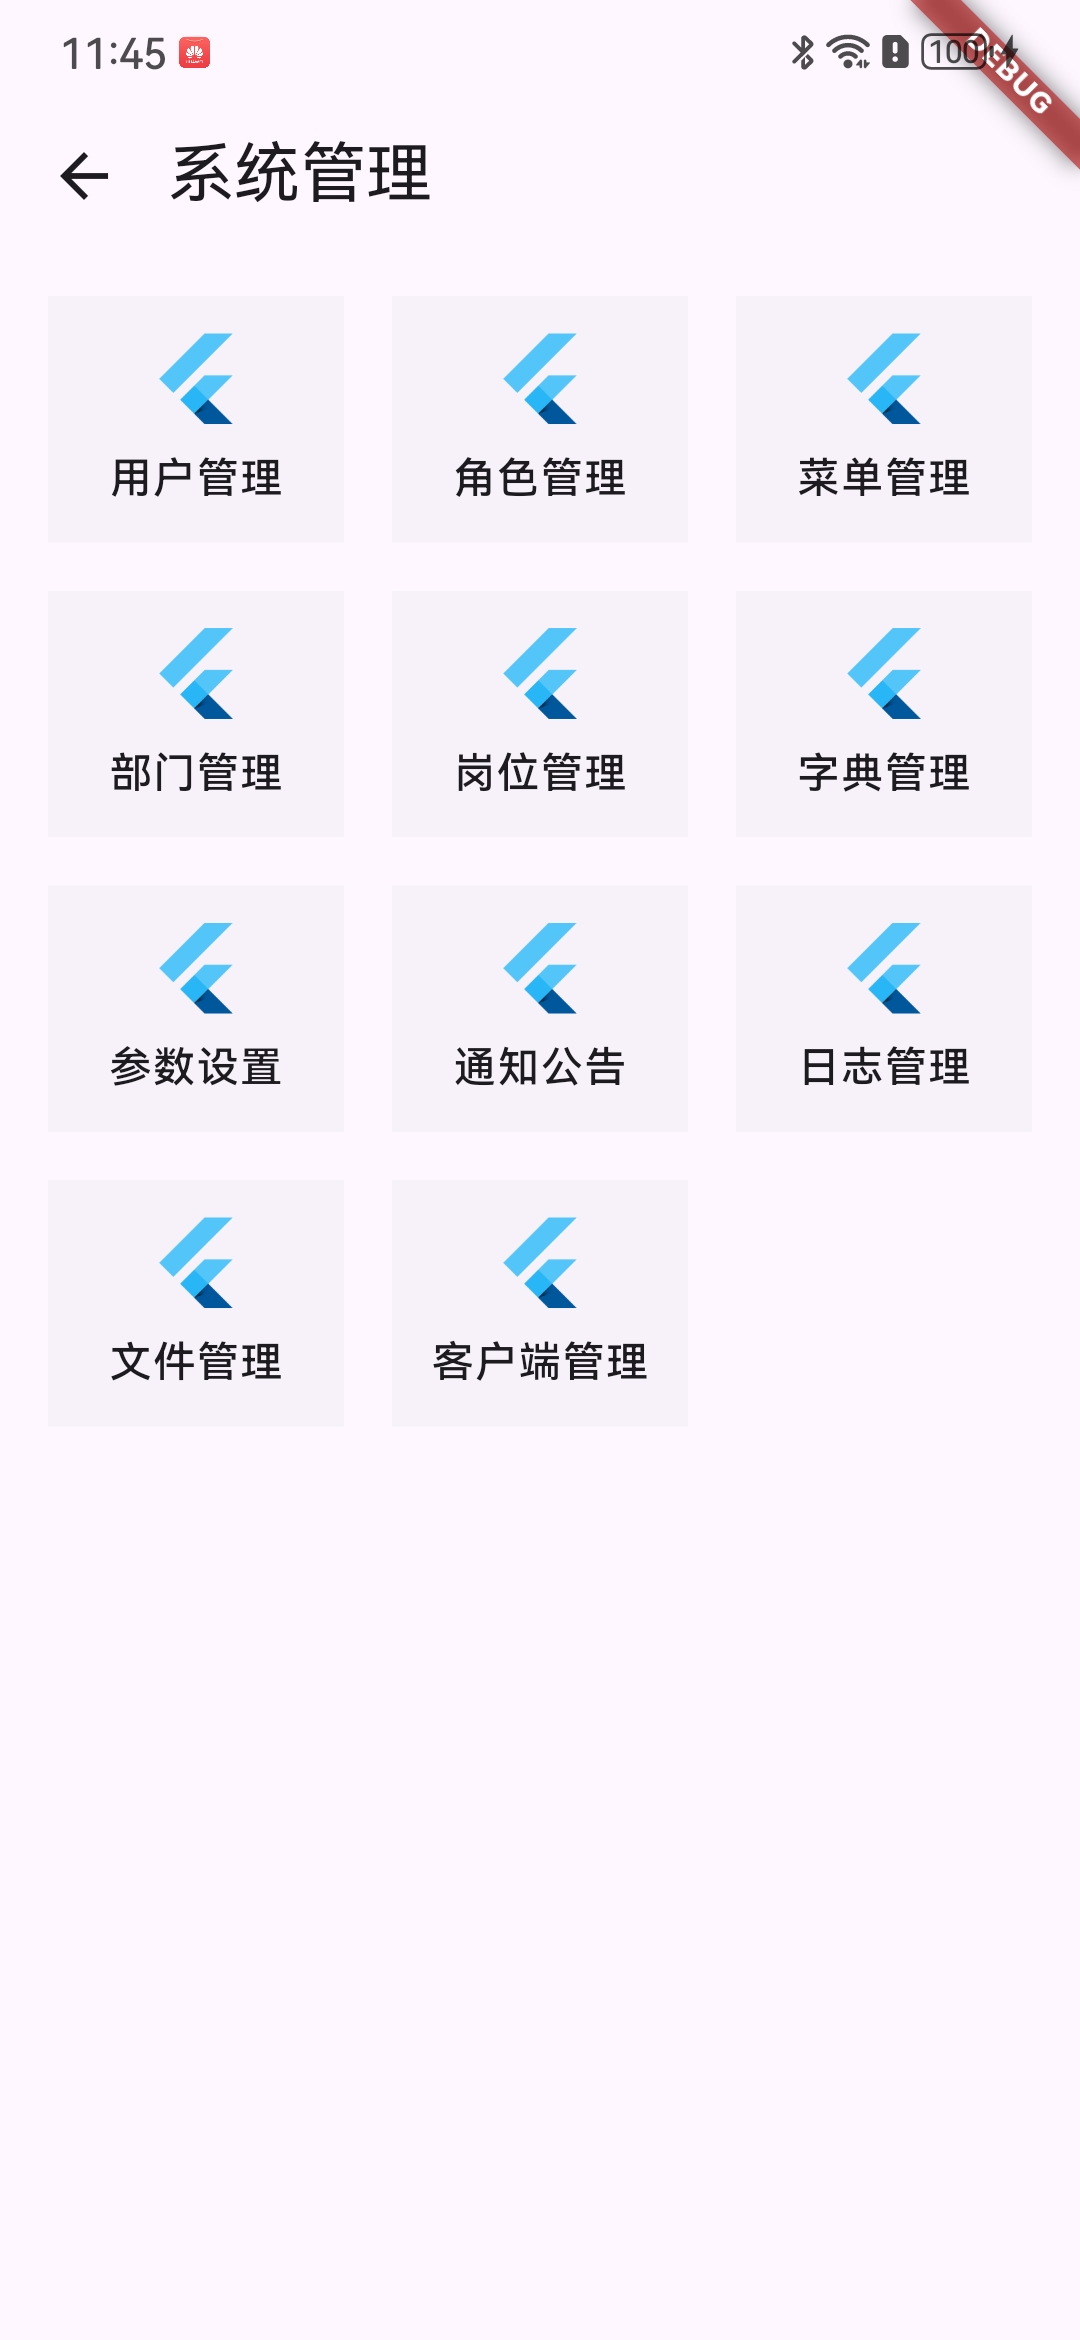 11:45
100
DEBUG
系统管理
用户管理
角色管理
菜单管理
部门管理
岗位管理
字典管理
参数设置
通知公告
日志管理
文件管理
客户端管理